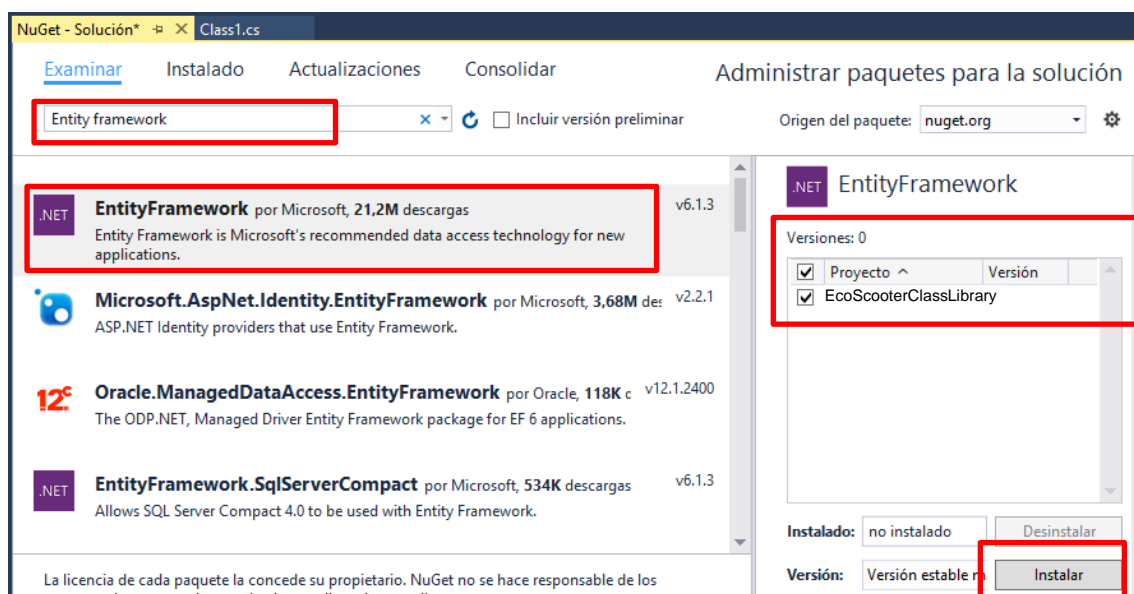 NuGet - Solución*
Class1.cs
Examinar Instalado Actualizaciones Consolidar
Administrar paquetes para la solución
Entity framework
Incluir versión preliminar
Origen del paquete: nuget.org
.NET
EntityFramework por Microsoft, 21,2M descargas
v6.1.3
Entity Framework is Microsoft's recommended data access technology for new
applications.
Microsoft.AspNet.Identity.EntityFramework por Microsoft, 3,68M des
v2.2.1
ASP.NET Identity providers that use Entity Framework.
12c
Oracle.ManagedDataAccess.EntityFramework por Oracle, 118K
v12.1.2400
The ODP.NET, Managed Driver Entity Framework package for EF 6 applications.
.NET
EntityFramework.SqlServerCompact por Microsoft, 534K descargas
v6.1.3
Allows SQL Server Compact 4.0 to be used with Entity Framework.
La licencia de cada paquete la concede su propietario. NuGet no se hace responsable de los
.NET
EntityFramework
Versiones: 0
Proyecto Versión
EcoScooterClassLibrary
Instalado: no instalado Desinstalar
Versión: Versión estable Instalar